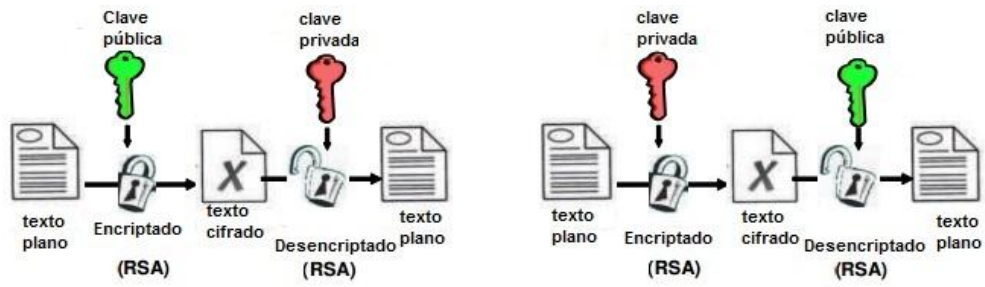 Clave
pública
clave
privada
texto
plano
Encriptado
(RSA)
X
texto
cifrado
Desencriptado
(RSA)
texto
plano
clave
privada
clave
pública
texto
plano
Encriptado
(RSA)
X
texto
cifrado
Desencriptado
(RSA)
texto
plano